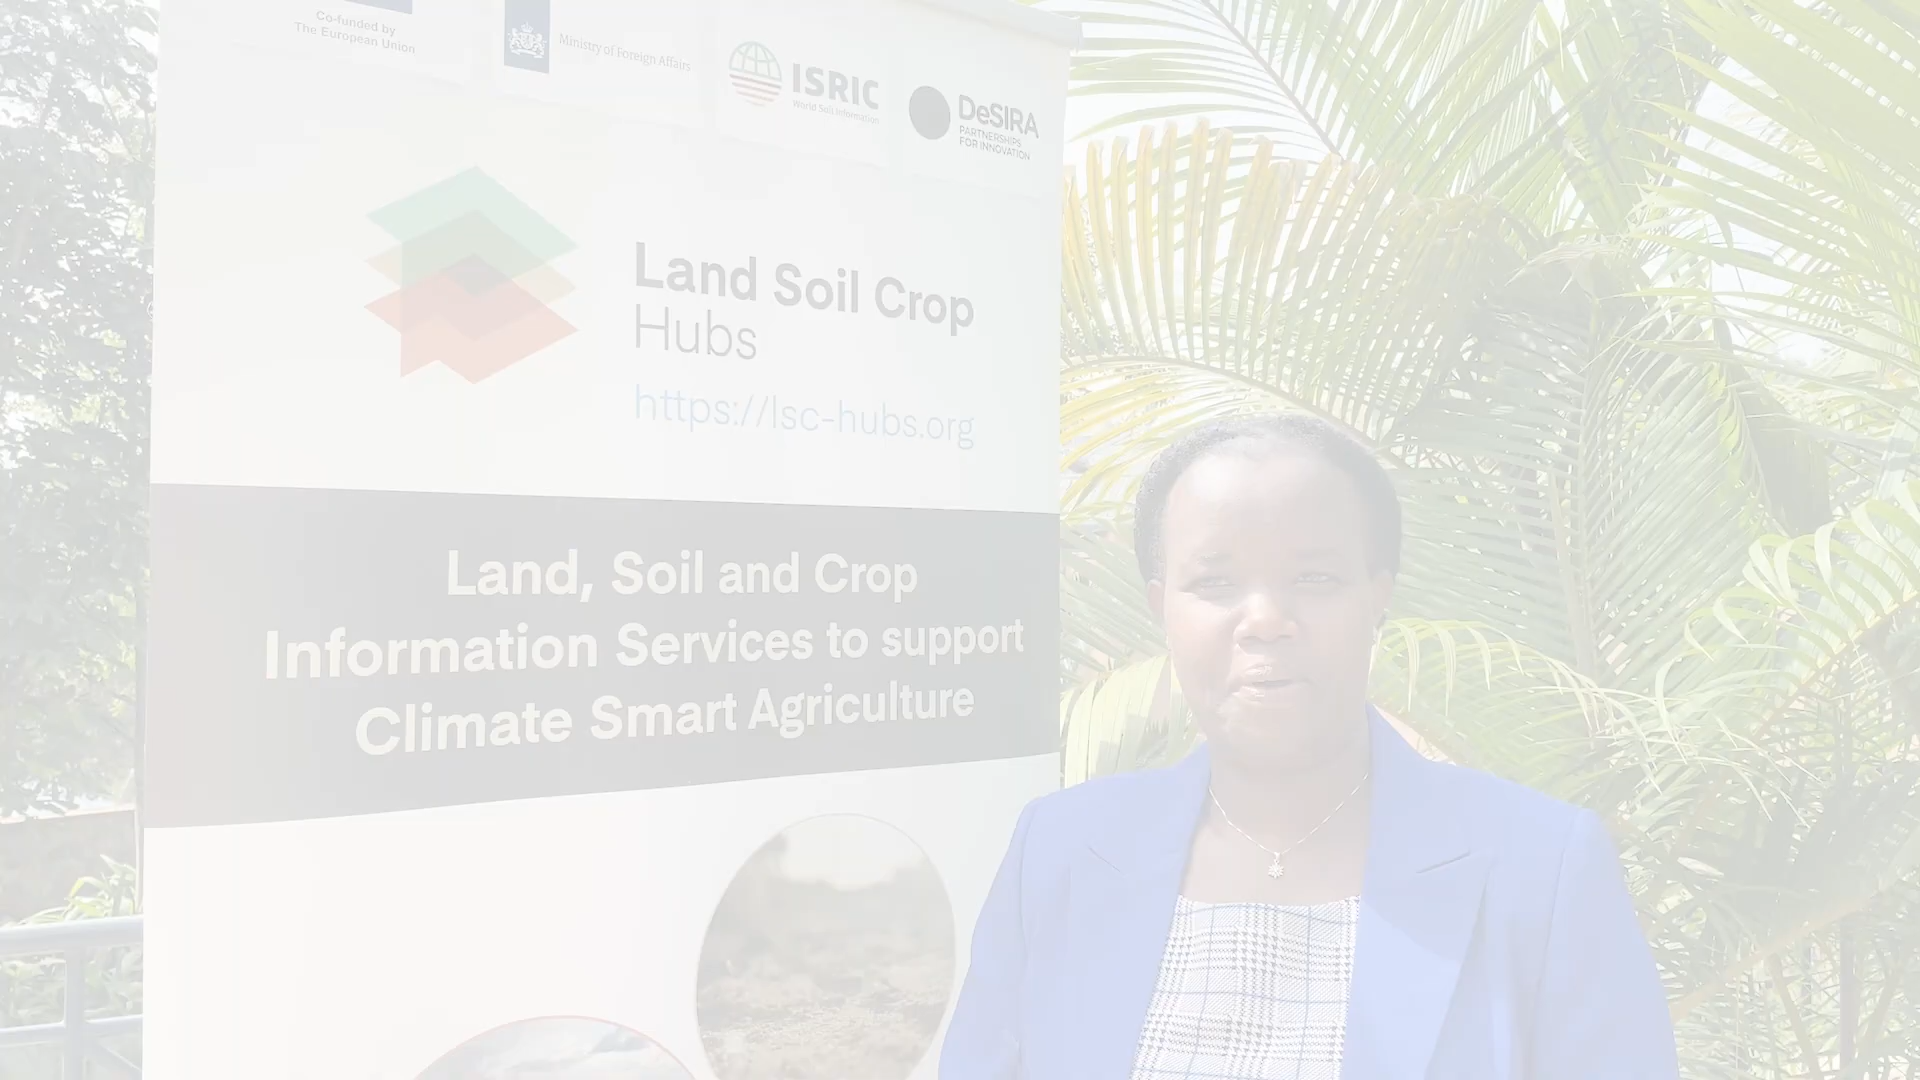 Co-funded by
The European Union
Ministry of Foreign Affairs
ISRIC
World Soil Information
DeSIRA
PARTNERSHIPS
FOR INNOVATION
Land Soil Crop
Hubs
https://lsc-hubs.org
Land, Soil and Crop
Information Services to support
Climate Smart Agriculture